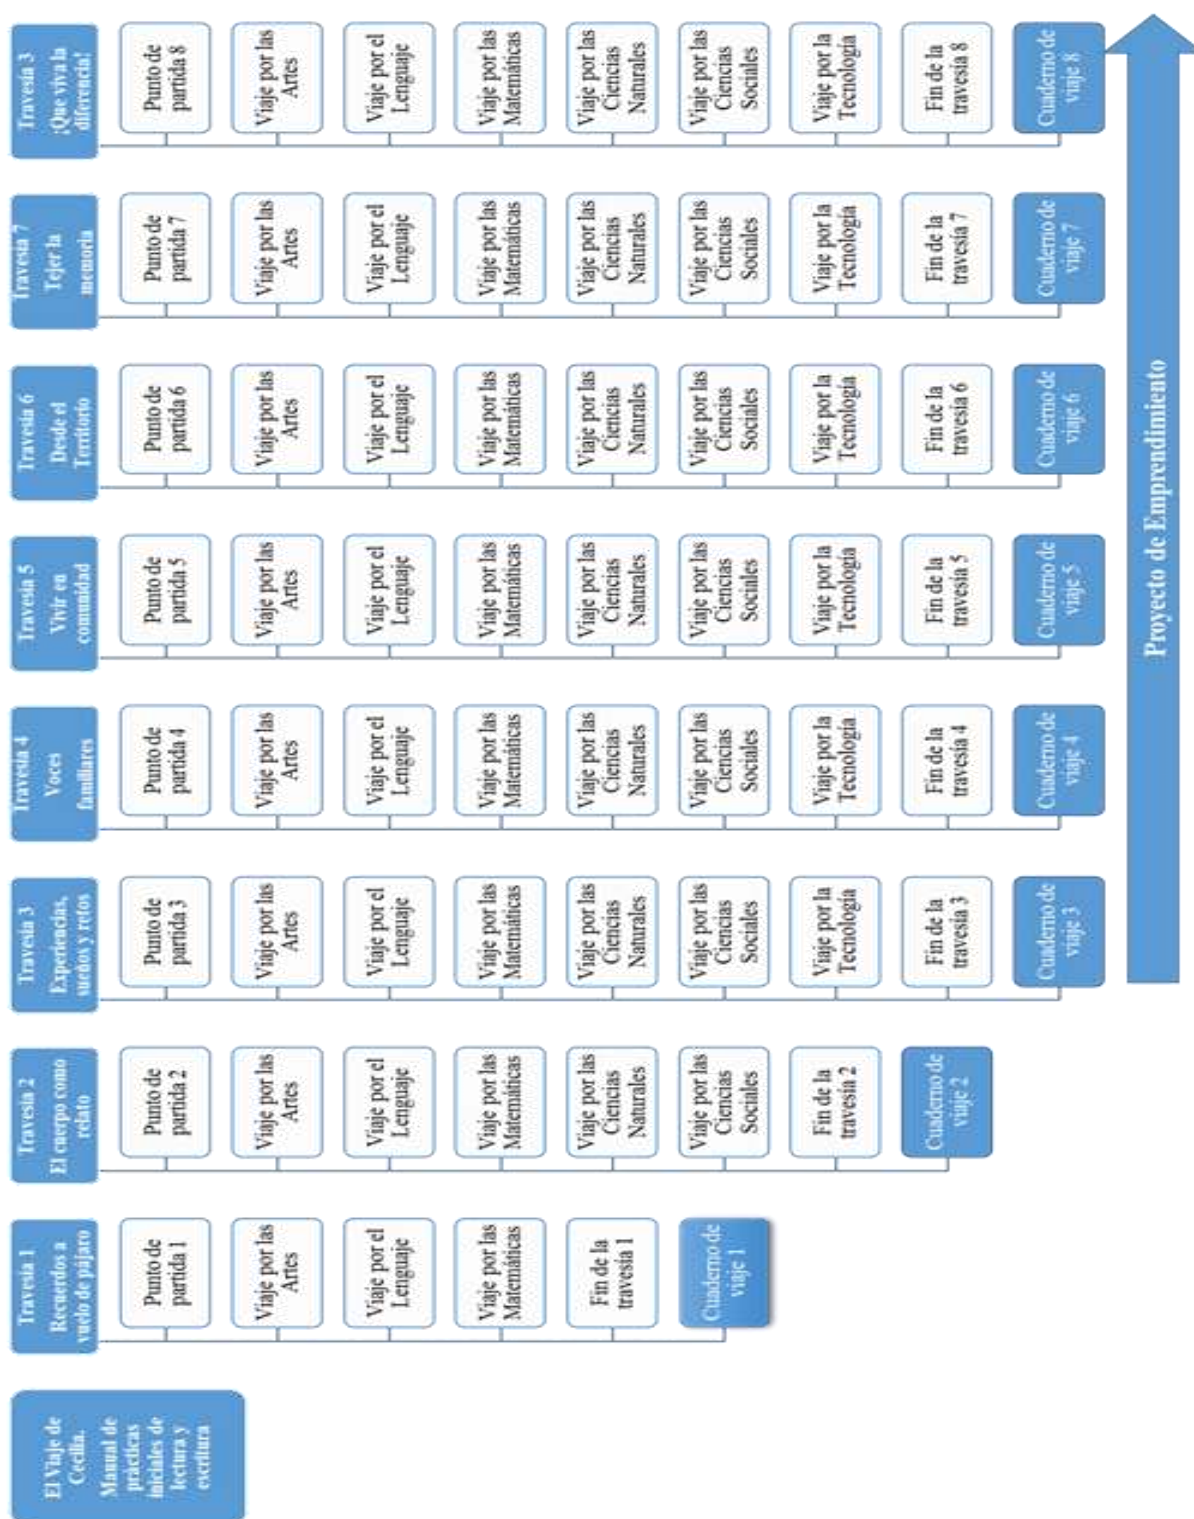 El Viaje de
Cecilia.
Manual de
prácticas
iniciales de
lectura y
escritura
Travesía 1
Recuerdos a
vuelo de pájaro
Punto de
partida 1
Viaje por las
Artes
Viaje por el
Lenguaje
Viaje por las
Matemáticas
Fin de la
travesía 1
Cuaderno de
viaje 1
Travesía 2
El cuerpo como
relato
Punto de
partida 2
Viaje por las
Artes
Viaje por el
Lenguaje
Viaje por las
Matemáticas
Viaje por las
Ciencias
Naturales
Viaje por las
Ciencias
Sociales
Fin de la
travesía 2
Cuaderno de
viaje 2
Travesía 3
Experiencias,
sueños y retos
Punto de
partida 3
Viaje por las
Artes
Viaje por el
Lenguaje
Viaje por las
Matemáticas
Viaje por las
Ciencias
Naturales
Viaje por las
Ciencias
Sociales
Viaje por la
Tecnología
Fin de la
travesía 3
Cuaderno de
viaje 3
Travesía 4
Voces
familiares
Punto de
partida 4
Viaje por las
Artes
Viaje por el
Lenguaje
Viaje por las
Matemáticas
Viaje por las
Ciencias
Naturales
Viaje por las
Ciencias
Sociales
Viaje por la
Tecnología
Fin de la
travesía 4
Cuaderno de
viaje 4
Travesía 5
Vivir en
comunidad
Punto de
partida 5
Viaje por las
Artes
Viaje por el
Lenguaje
Viaje por las
Matemáticas
Viaje por las
Ciencias
Naturales
Viaje por las
Ciencias
Sociales
Viaje por la
Tecnología
Fin de la
travesía 5
Cuaderno de
viaje 5
Travesía 6
Desde el
Territorio
Punto de
partida 6
Viaje por las
Artes
Viaje por el
Lenguaje
Viaje por las
Matemáticas
Viaje por las
Ciencias
Naturales
Viaje por las
Ciencias
Sociales
Viaje por la
Tecnología
Fin de la
travesía 6
Cuaderno de
viaje 6
Travesía 7
Tejer la
memoria
Punto de
partida 7
Viaje por las
Artes
Viaje por el
Lenguaje
Viaje por las
Matemáticas
Viaje por las
Ciencias
Naturales
Viaje por las
Ciencias
Sociales
Viaje por la
Tecnología
Fin de la
travesía 7
Cuaderno de
viaje 7
Travesía 3
¡Que viva la
diferencia!
Punto de
partida 8
Viaje por las
Artes
Viaje por el
Lenguaje
Viaje por las
Matemáticas
Viaje por las
Ciencias
Naturales
Viaje por las
Ciencias
Sociales
Viaje por la
Tecnología
Fin de la
travesía 8
Cuaderno de
viaje 8
Proyecto de Emprendimiento